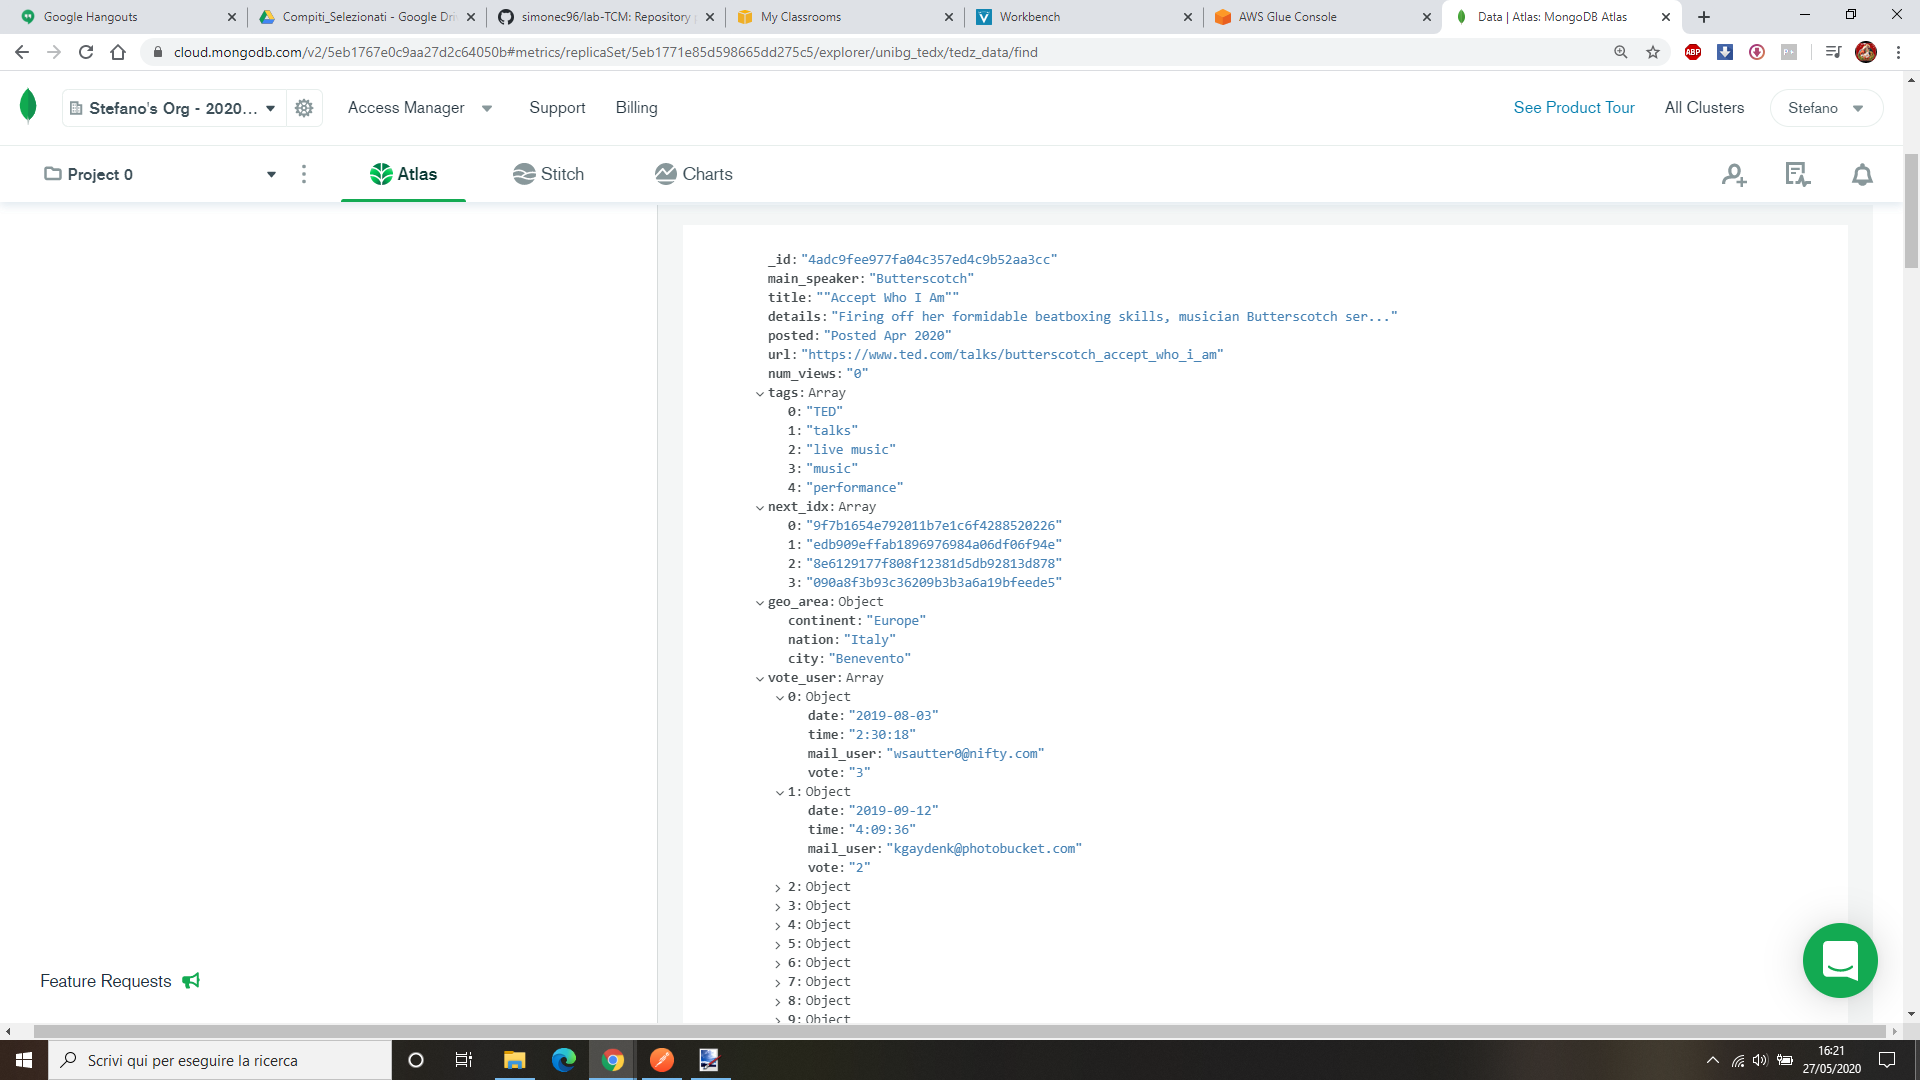 Google Hangouts
Compiti_Selezionati - Google Dri
simonec96/lab-TCM: Repository
My Classrooms
Workbench
AWS Glue Console
Data | Atlas: MongoDB Atlas
cloud.mongodb.com/v2/5eb1767e0c9aa27d2c64050b#metrics/replicaSet/5eb1771e85d598665dd275c5/explorer/unibg_tedx/tedz_data/find
ABP
Stefano's Org - 2020...
Access Manager
Support
Billing
See Product Tour
All Clusters
Stefano
Project 0
Atlas
Stitch
Charts
_id: "4adc9fee977fa04c357ed4c9b52aa3cc"
main_speaker: "Butterscotch"
title: ""Accept Who I Am""
details: "Firing off her formidable beatboxing skills, musician Butterscotch ser..."
posted: "Posted Apr 2020"
url: "https://www.ted.com/talks/butterscotch_accept_who_i_am"
num_views: "0"
tags: Array
0: "TED"
1: "talks"
2: "live music"
3: "music"
4: "performance"
next_idx: Array
0: "9f7b1654e792011b7e1c6f4288520226"
1: "edb909effab1896976984a06df06f94e"
2: "8e6129177f808f12381d5db92813d878"
3: "090a8f3b93c36209b3b3a6a19bfeede5"
geo_area: Object
continent: "Europe"
nation: "Italy"
city: "Benevento"
vote_user: Array
0: Object
date: "2019-08-03"
time: "2:30:18"
mail_user: "wsautter0@nifty.com"
vote: "3"
1: Object
date: "2019-09-12"
time: "4:09:36"
mail_user: "kgaydenk@photobucket.com"
vote: "2"
2: Object
3: Object
4: Object
5: Object
6: Object
7: Object
8: Object
9: Object
Feature Requests
Scrivi qui per eseguire la ricerca
16:21
27/05/2020